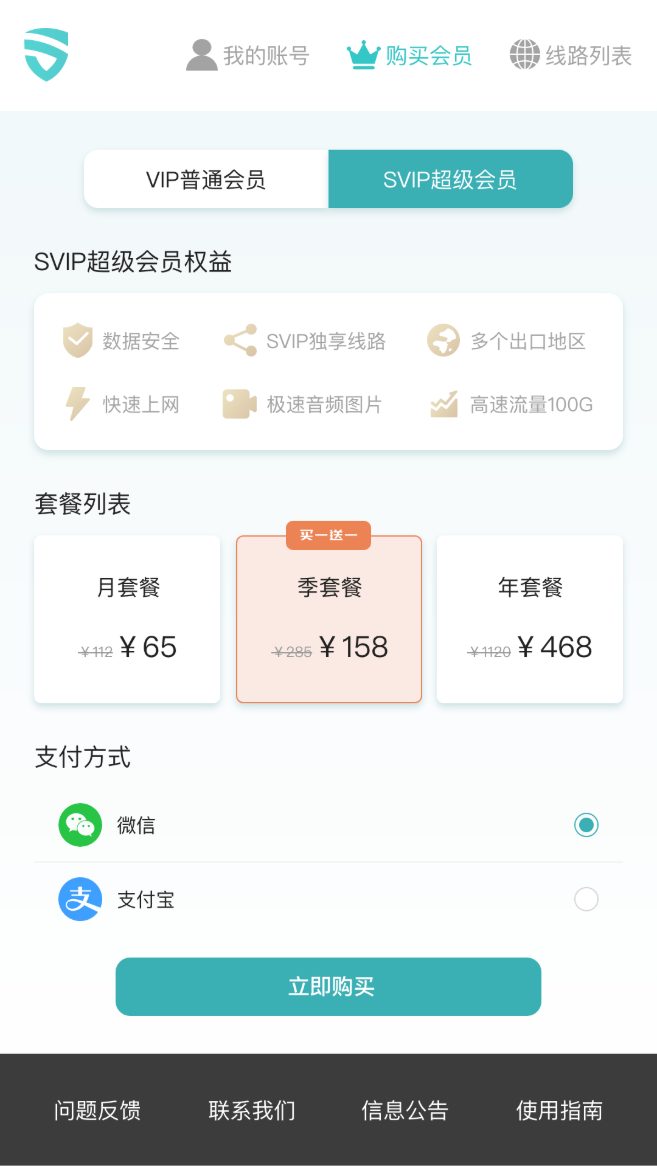 我的账号 购买会员 线路列表
VIP普通会员 SVIP超级会员
SVIP超级会员权益
数据安全 SVIP独享线路 多个出口地区
快速上网 极速音频图片 高速流量100G
套餐列表
买一送一
月套餐 季套餐 年套餐
¥112 ¥65 ¥285 ¥158 ¥1120 ¥468
支付方式
微信
支付宝
立即购买
问题反馈 联系我们 信息公告 使用指南